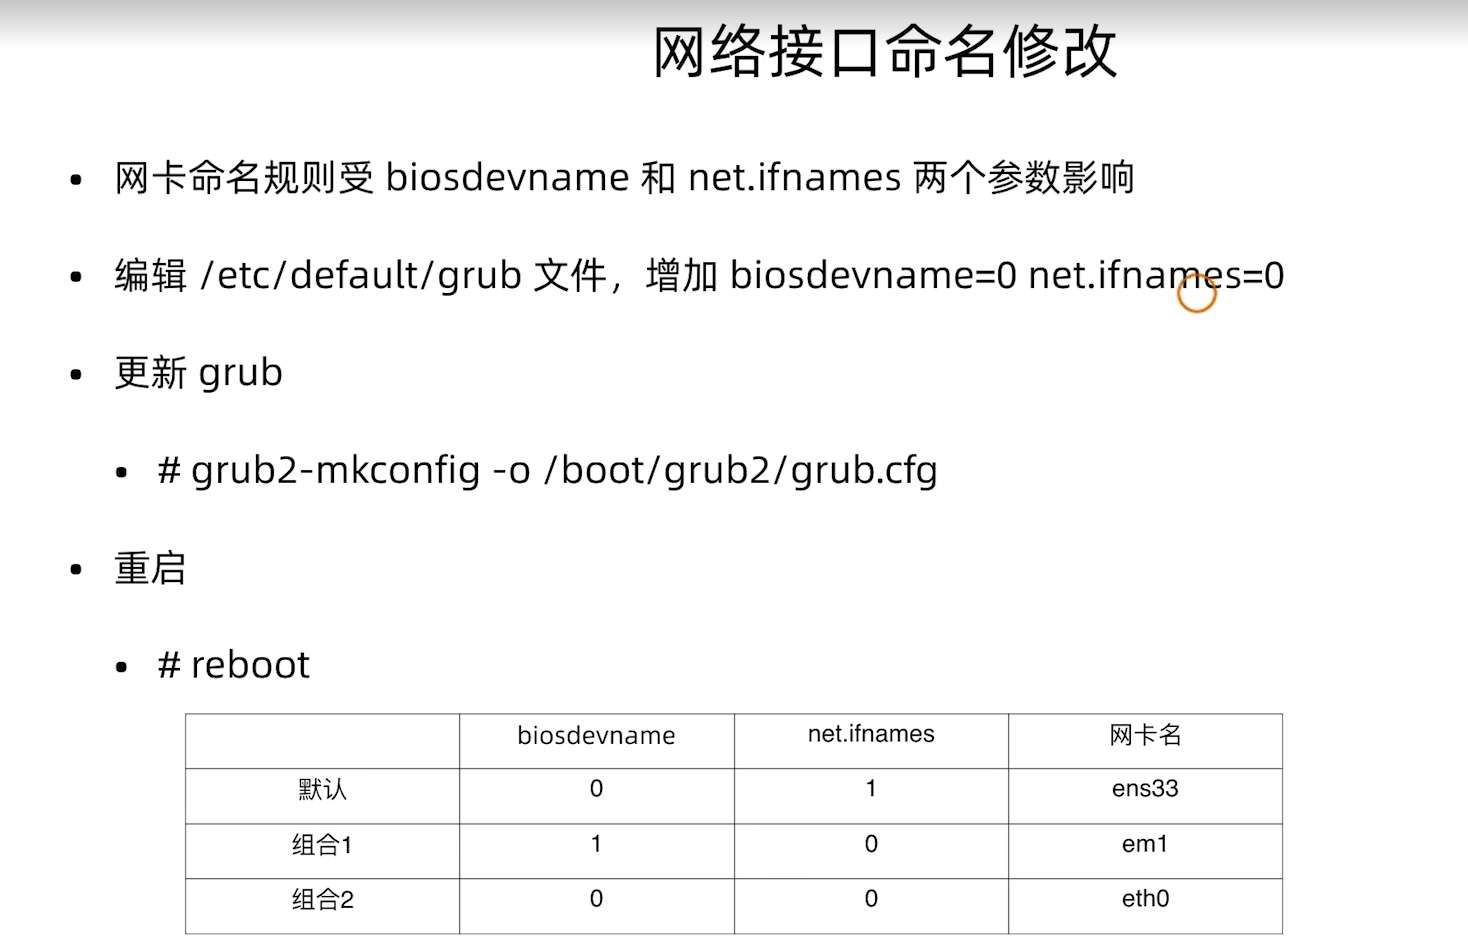 网络接口命名修改
• 网卡命名规则受 biosdevname 和 net.ifnames 两个参数影响
• 编辑 /etc/default/grub 文件，增加 biosdevname=0 net.ifnames=0
• 更新 grub
• # grub2-mkconfig -o /boot/grub2/grub.cfg
• 重启
• # reboot
biosdevname net.ifnames 网卡名
默认 0 1 ens33
组合1 1 0 em1
组合2 0 0 eth0